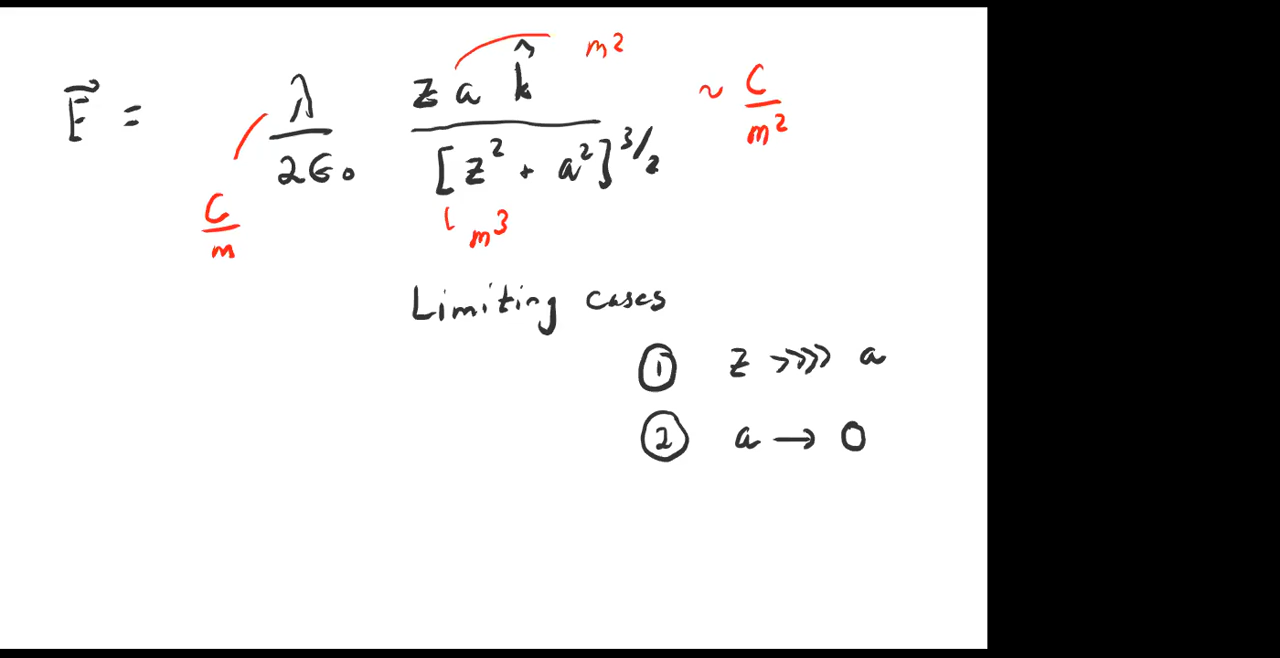 E⃗ = λ/2ϵ₀ z a k̂/[z² + a²]^3/2 ~ C/m²
m²
C/m
m³
Limiting cases
① z >>>> a
② a → 0